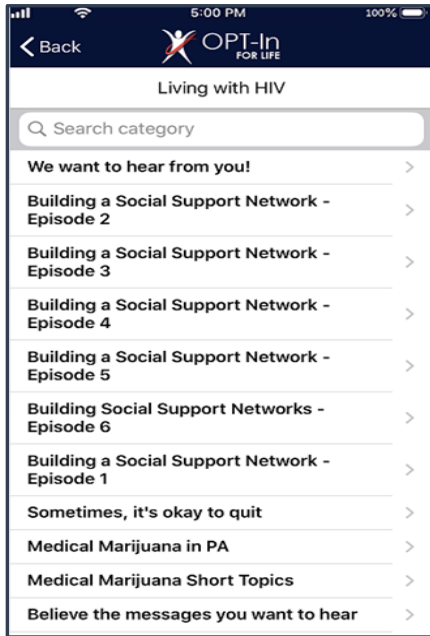 5:00 PM
100%
Back
OPT-In
FOR LIFE
Living with HIV
Search category
We want to hear from you!
Building a Social Support Network -
Episode 2
Building a Social Support Network -
Episode 3
Building a Social Support Network -
Episode 4
Building a Social Support Network -
Episode 5
Building Social Support Networks -
Episode 6
Building a Social Support Network -
Episode 1
Sometimes, it's okay to quit
Medical Marijuana in PA
Medical Marijuana Short Topics
Believe the messages you want to hear